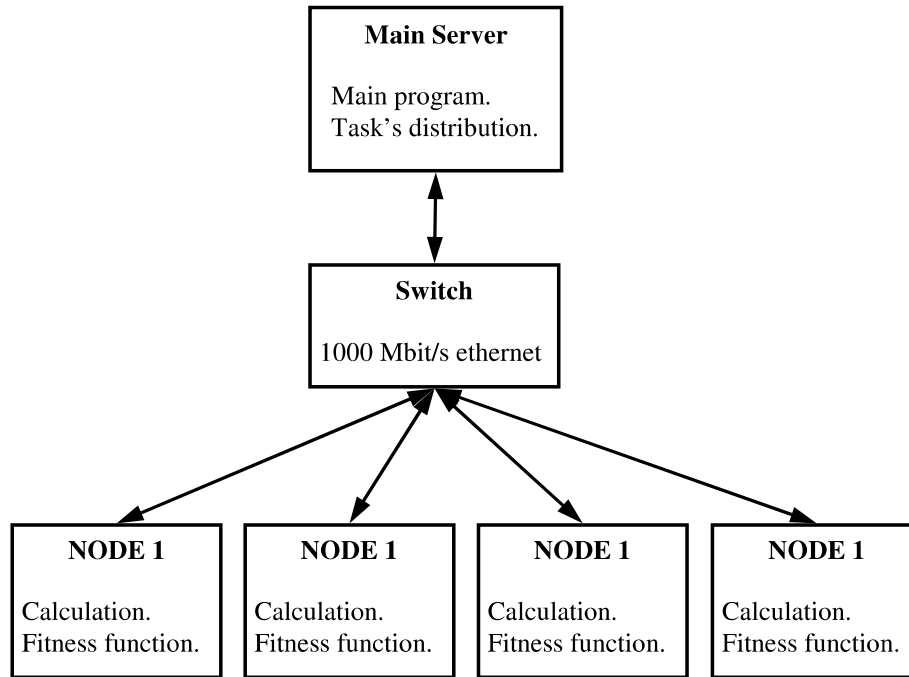 Main Server
Main program.
Task's distribution.
Switch
1000 Mbit/s ethernet
NODE 1
Calculation.
Fitness function.
NODE 1
Calculation.
Fitness function.
NODE 1
Calculation.
Fitness function.
NODE 1
Calculation.
Fitness function.